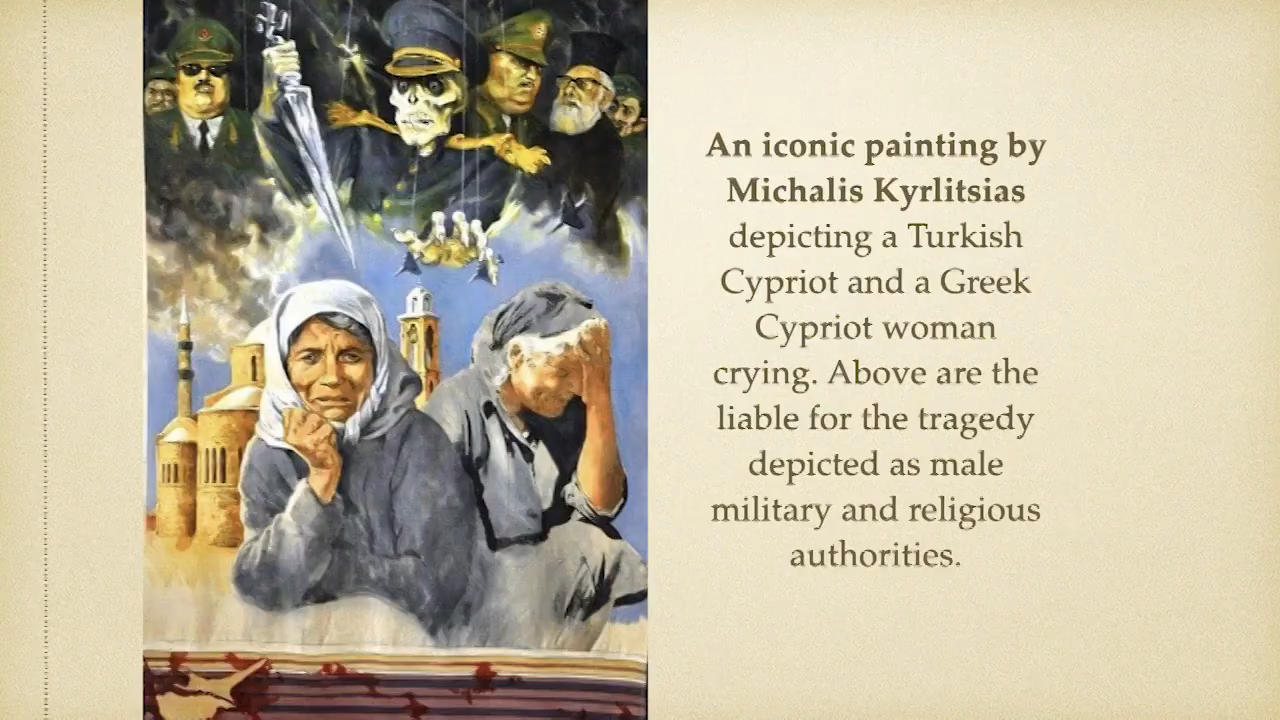 An iconic painting by
Michalis Kyrlitsias
depicting a Turkish
Cypriot and a Greek
Cypriot woman
crying. Above are the
liable for the tragedy
depicted as male
military and religious
authorities.